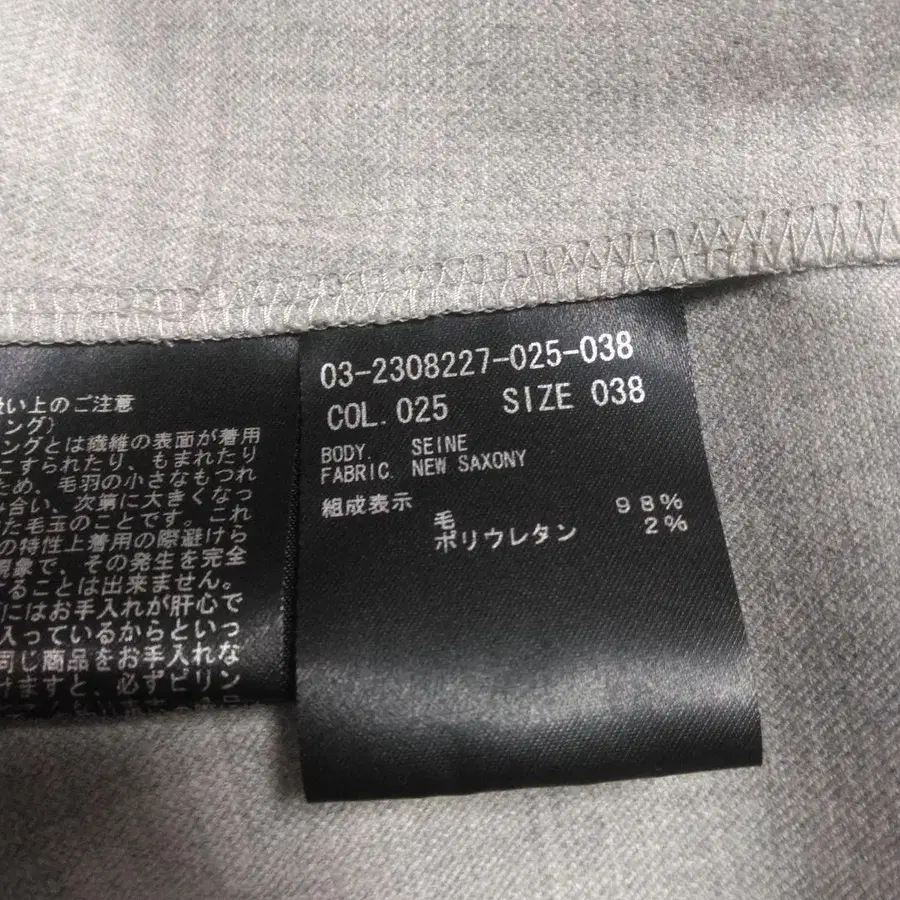 い上のご注意
ング)
ングとは繊維の表面が着用
こすられたり、もまれたり
ため、毛羽の小さなもつれ
合い、次第に大きくなっ
た毛玉のことです。これ
の特性上着用の際避けら
現象で、その発生を完全
することは出来ません。
にはお手入れが肝心で
入っているからといっ
同じ商品をお手入れな
けますと、必ずピリン
03-2308227-025-038
COL.025 SIZE 038
BODY. SEINE
FABRIC. NEW SAXONY
組成表示
毛 98%
ポリウレタン 2%